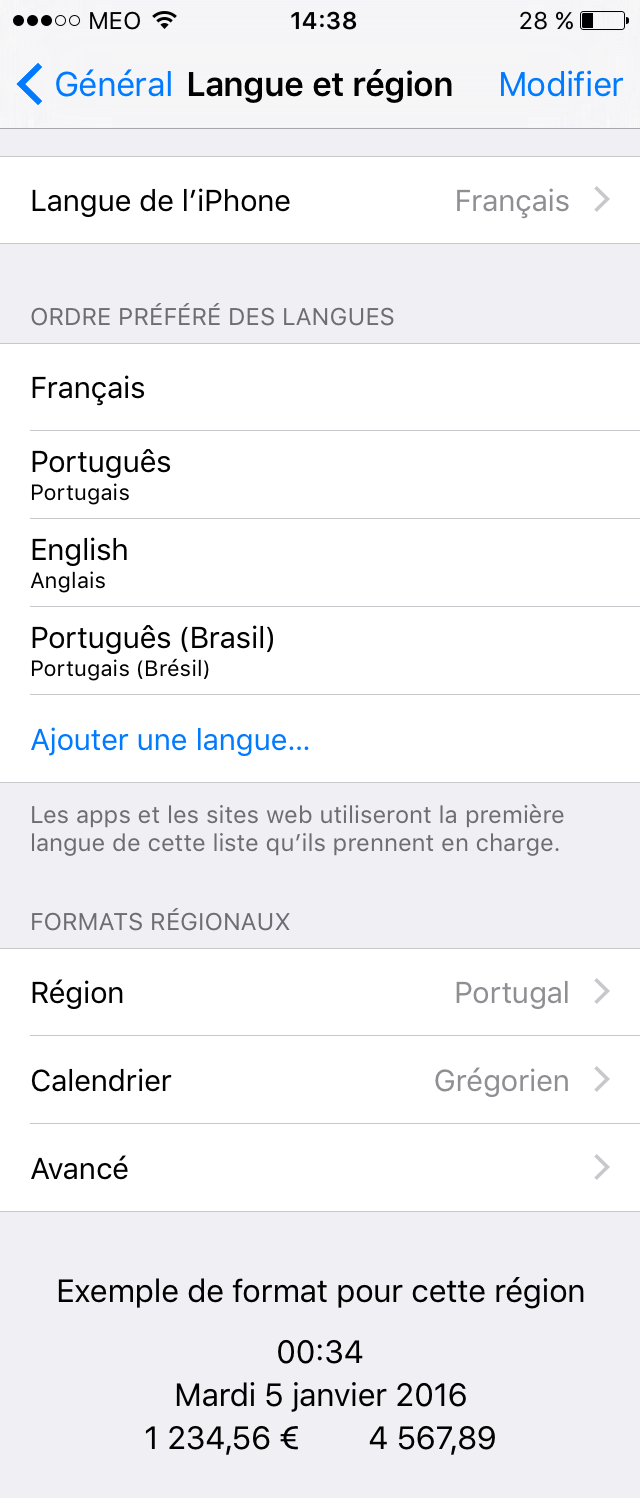 ●●●○○ MEO 14:38 28 %
Général Langue et région Modifier
Langue de l’iPhone Français
ORDRE PRÉFÉRÉ DES LANGUES
Français
Português
Portugais
English
Anglais
Português (Brasil)
Portugais (Brésil)
Ajouter une langue...
Les apps et les sites web utiliseront la première
langue de cette liste qu’ils prennent en charge.
FORMATS RÉGIONAUX
Région Portugal
Calendrier Grégorien
Avancé
Exemple de format pour cette région
00:34
Mardi 5 janvier 2016
1 234,56 € 4 567,89